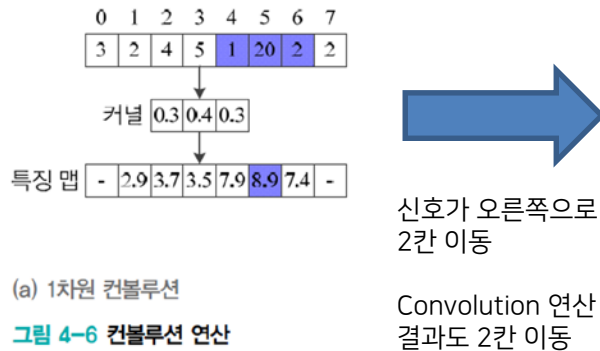 0 1 2 3 4 5 6 7
3 2 4 5 1 20 2 2
커널 0.3 0.4 0.3
특징 맵 - 2.9 3.7 3.5 7.9 8.9 7.4 -
신호가 오른쪽으로
2칸 이동
(a) 1차원 컨볼루션
Convolution 연산
그림 4-6 컨볼루션 연산
결과도 2칸 이동